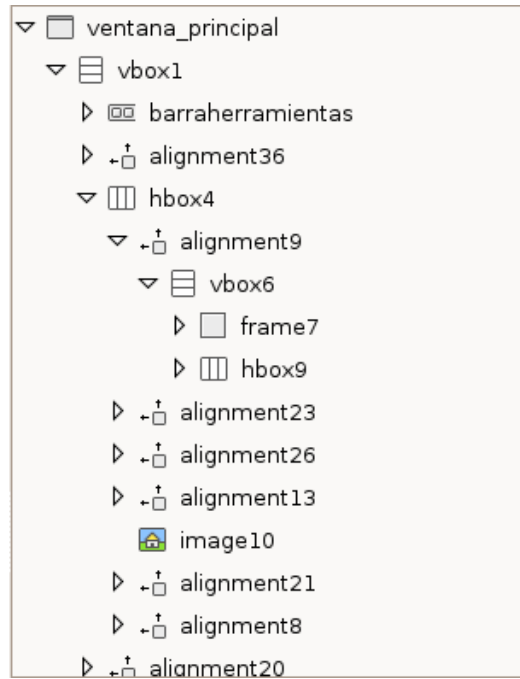 ventana_principal
vbox1
barraherramientas
alignment36
hbox4
alignment9
vbox6
frame7
hbox9
alignment23
alignment26
alignment13
image10
alignment21
alignment8
alignment20